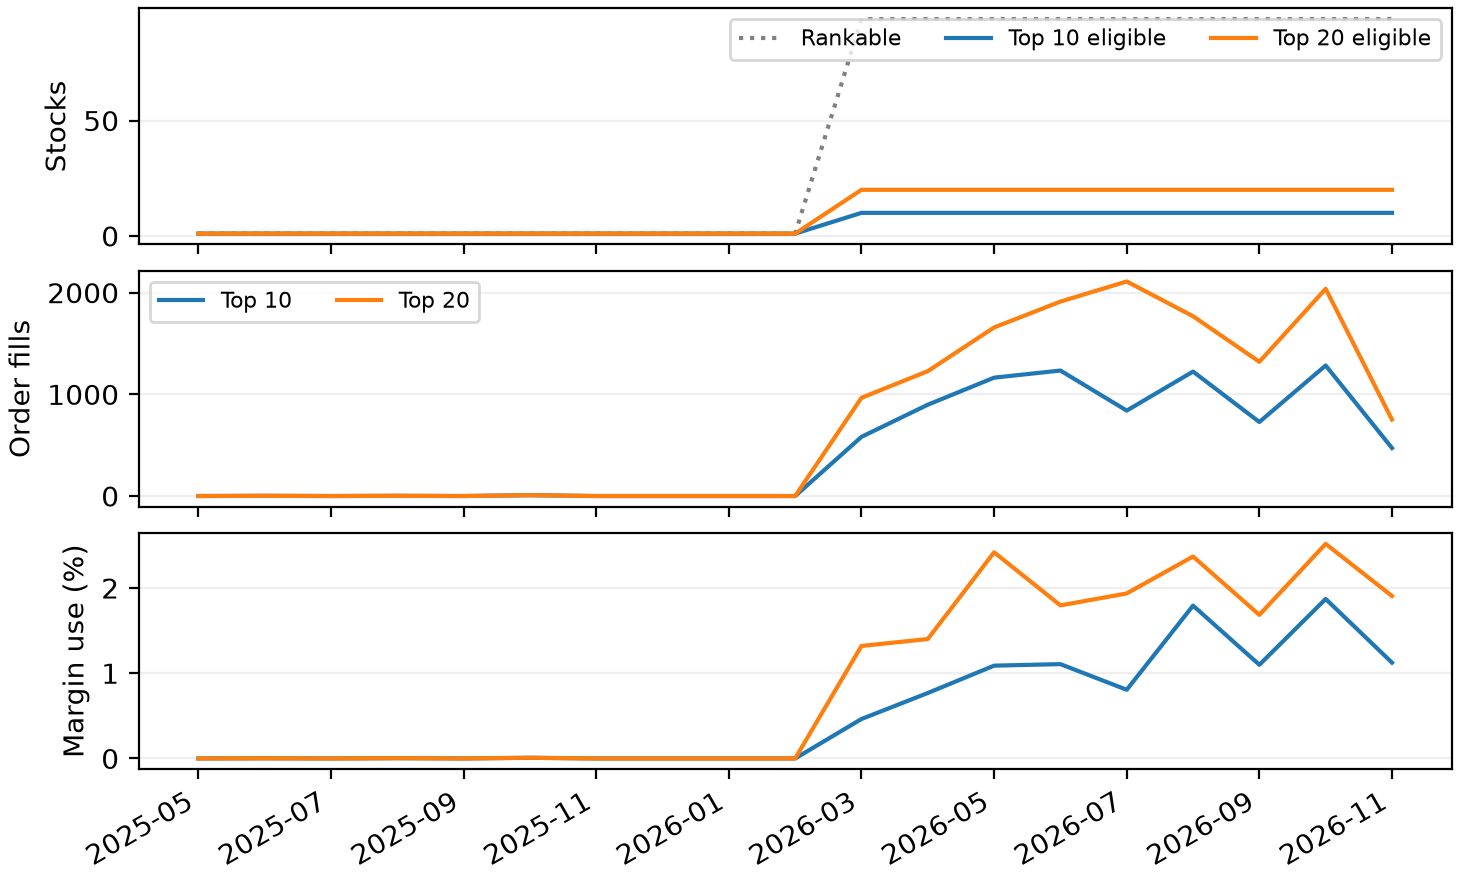 Stocks
50
0
Rankable
Top 10 eligible
Top 20 eligible
Order fills
2000
1000
0
Top 10
Top 20
Margin use (%)
2
1
0
2025-05
2025-07
2025-09
2025-11
2026-01
2026-03
2026-05
2026-07
2026-09
2026-11